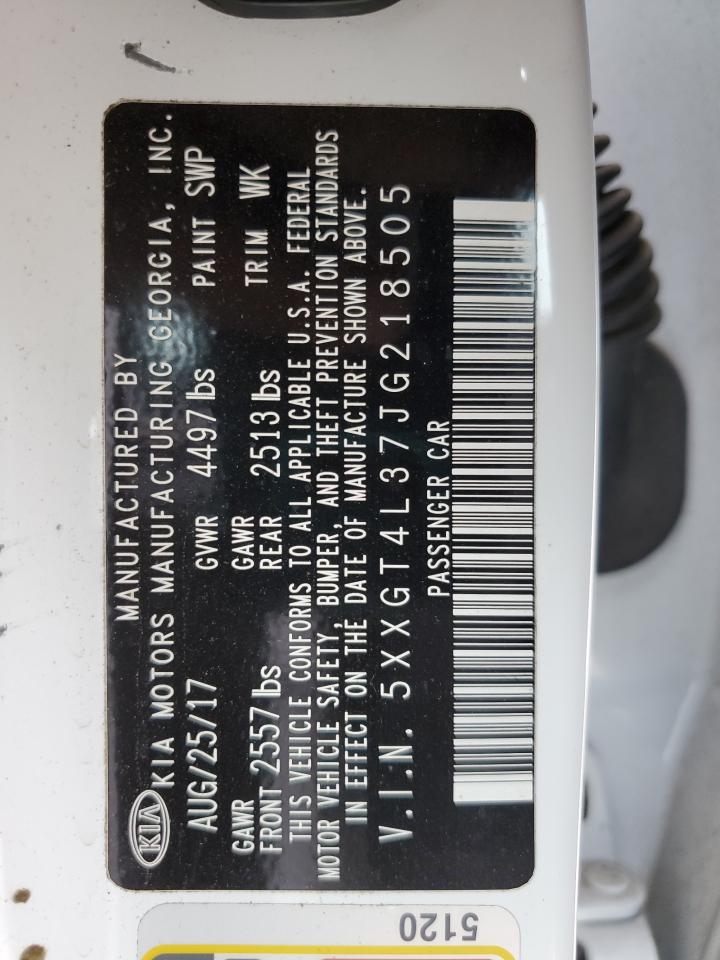 KIA
MANUFACTURED BY
KIA MOTORS MANUFACTURING GEORGIA, INC.
AUG/25/17 GVWR 4497 lbs PAINT SWP
GAWR FRONT 2557 lbs GAWR REAR 2513 lbs TRIM WK
THIS VEHICLE CONFORMS TO ALL APPLICABLE U.S.A. FEDERAL
MOTOR VEHICLE SAFETY, BUMPER, AND THEFT PREVENTION STANDARDS
IN EFFECT ON THE DATE OF MANUFACTURE SHOWN ABOVE.
V.I.N. 5XXGT4L37JG218505
PASSENGER CAR
5120